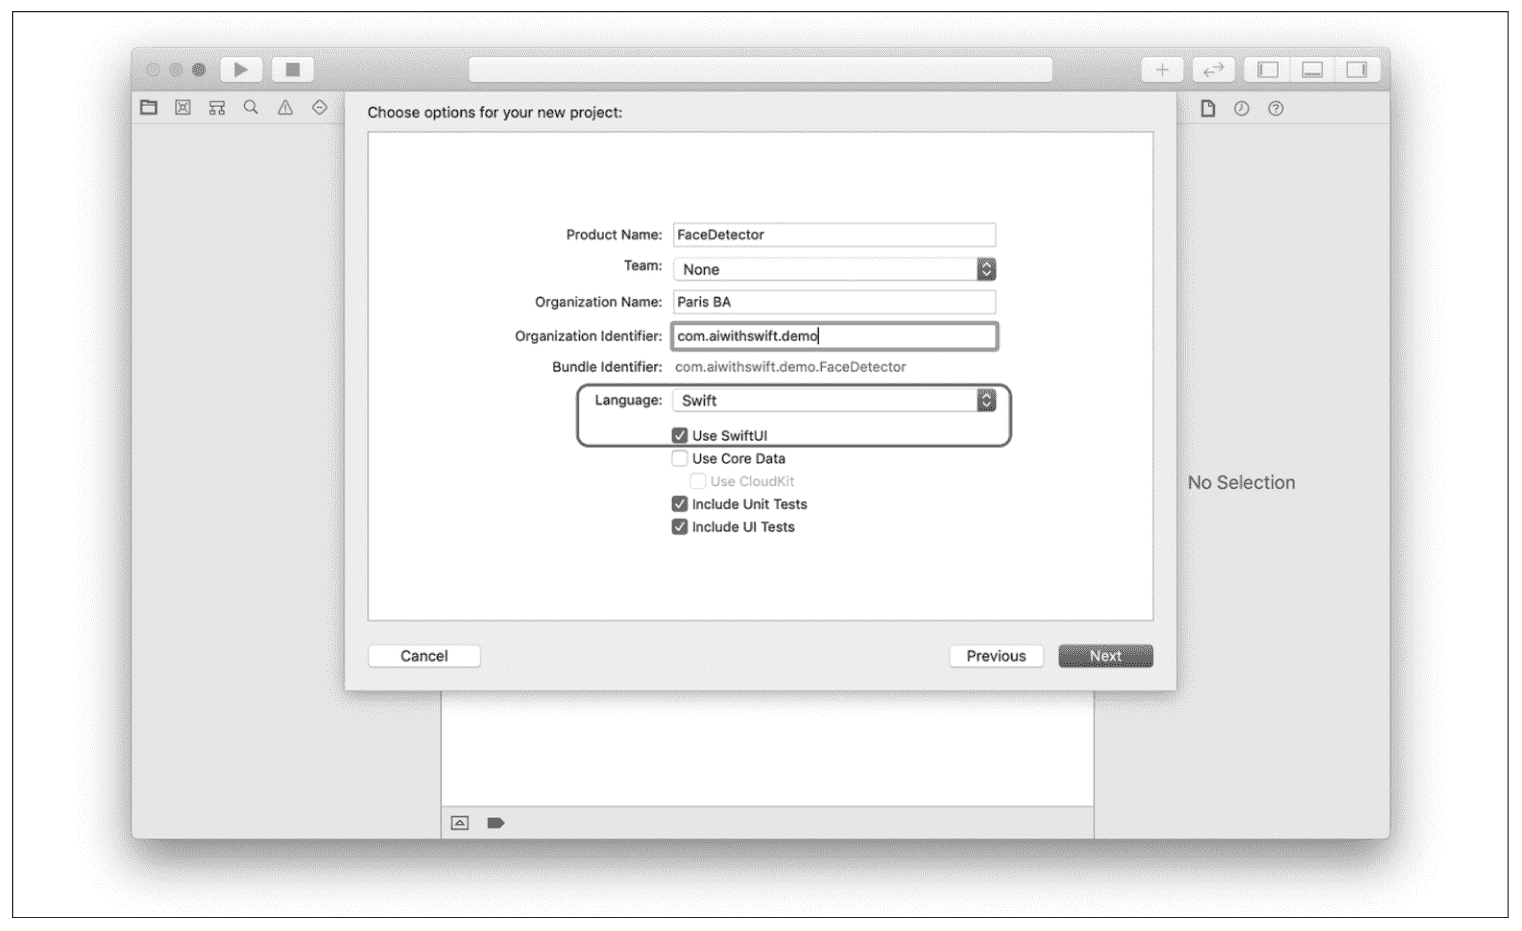 Choose options for your new project:
Product Name: FaceDetector
Team: None
Organization Name: Paris BA
Organization Identifier: com.aiwithswift.demo
Bundle Identifier: com.aiwithswift.demo.FaceDetector
Language: Swift
Use SwiftUI
Use Core Data
Use CloudKit
No Selection
Include Unit Tests
Include UI Tests
Cancel Previous Next